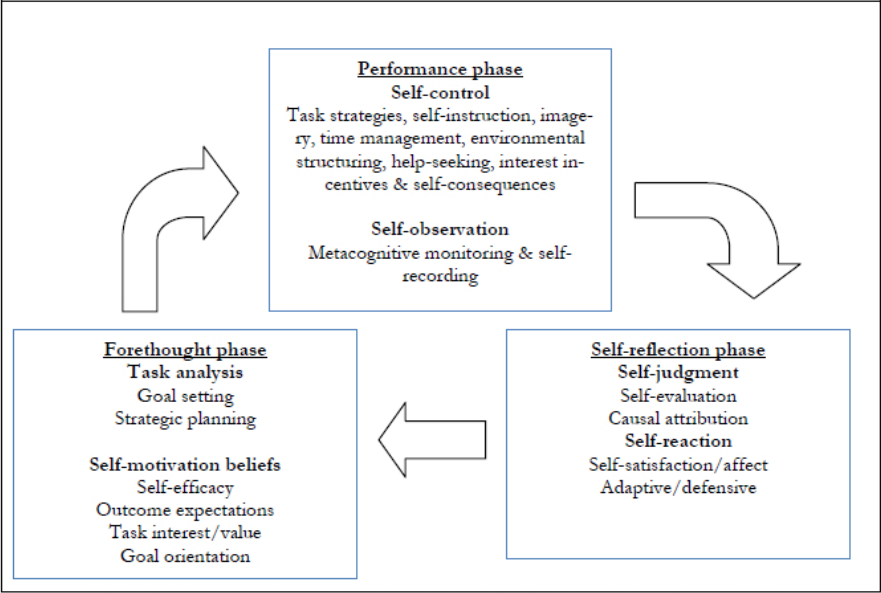 Performance phase
Self-control
Task strategies, self-instruction, image-
ry, time management, environmental
structuring, help-seeking, interest in-
centives & self-consequences
Self-observation
Metacognitive monitoring & self-
recording
Forethought phase
Task analysis
Goal setting
Strategic planning
Self-motivation beliefs
Self-efficacy
Outcome expectations
Task interest/value
Goal orientation
Self-reflection phase
Self-judgment
Self-evaluation
Causal attribution
Self-reaction
Self-satisfaction/affect
Adaptive/defensive